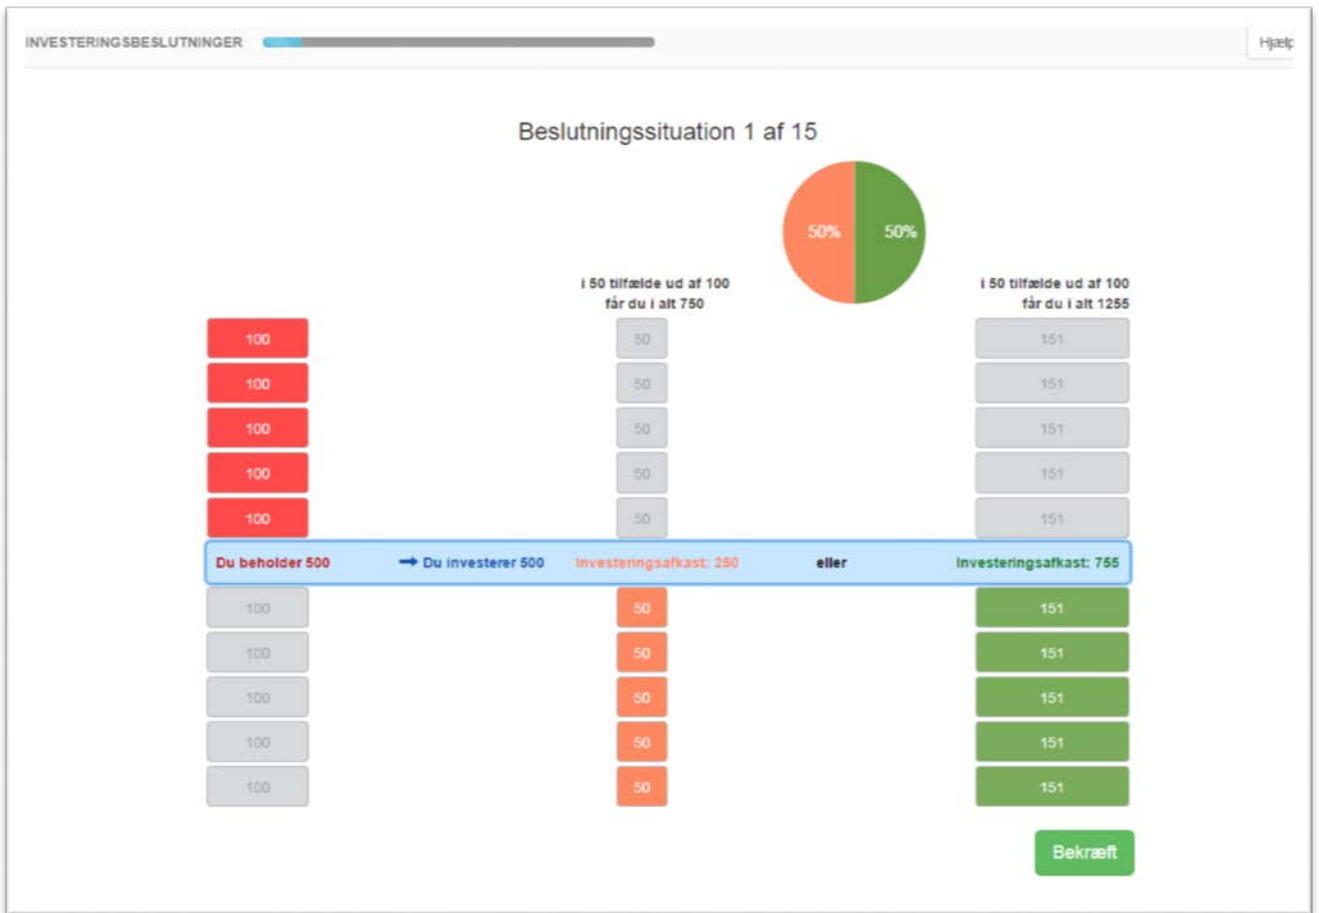 INVESTERINGSBESLUTNINGER
Hjælp
Beslutningssituation 1 af 15
50% 50%
i 50 tilfælde ud af 100
får du i alt 750
i 50 tilfælde ud af 100
får du i alt 1255
100 50 151
100 50 151
100 50 151
100 50 151
100 50 151
Du beholder 500 → Du investerer 500 Investeringsafkast: 250 eller Investeringsafkast: 755
100 50 151
100 50 151
100 50 151
100 50 151
100 50 151
Bekræft